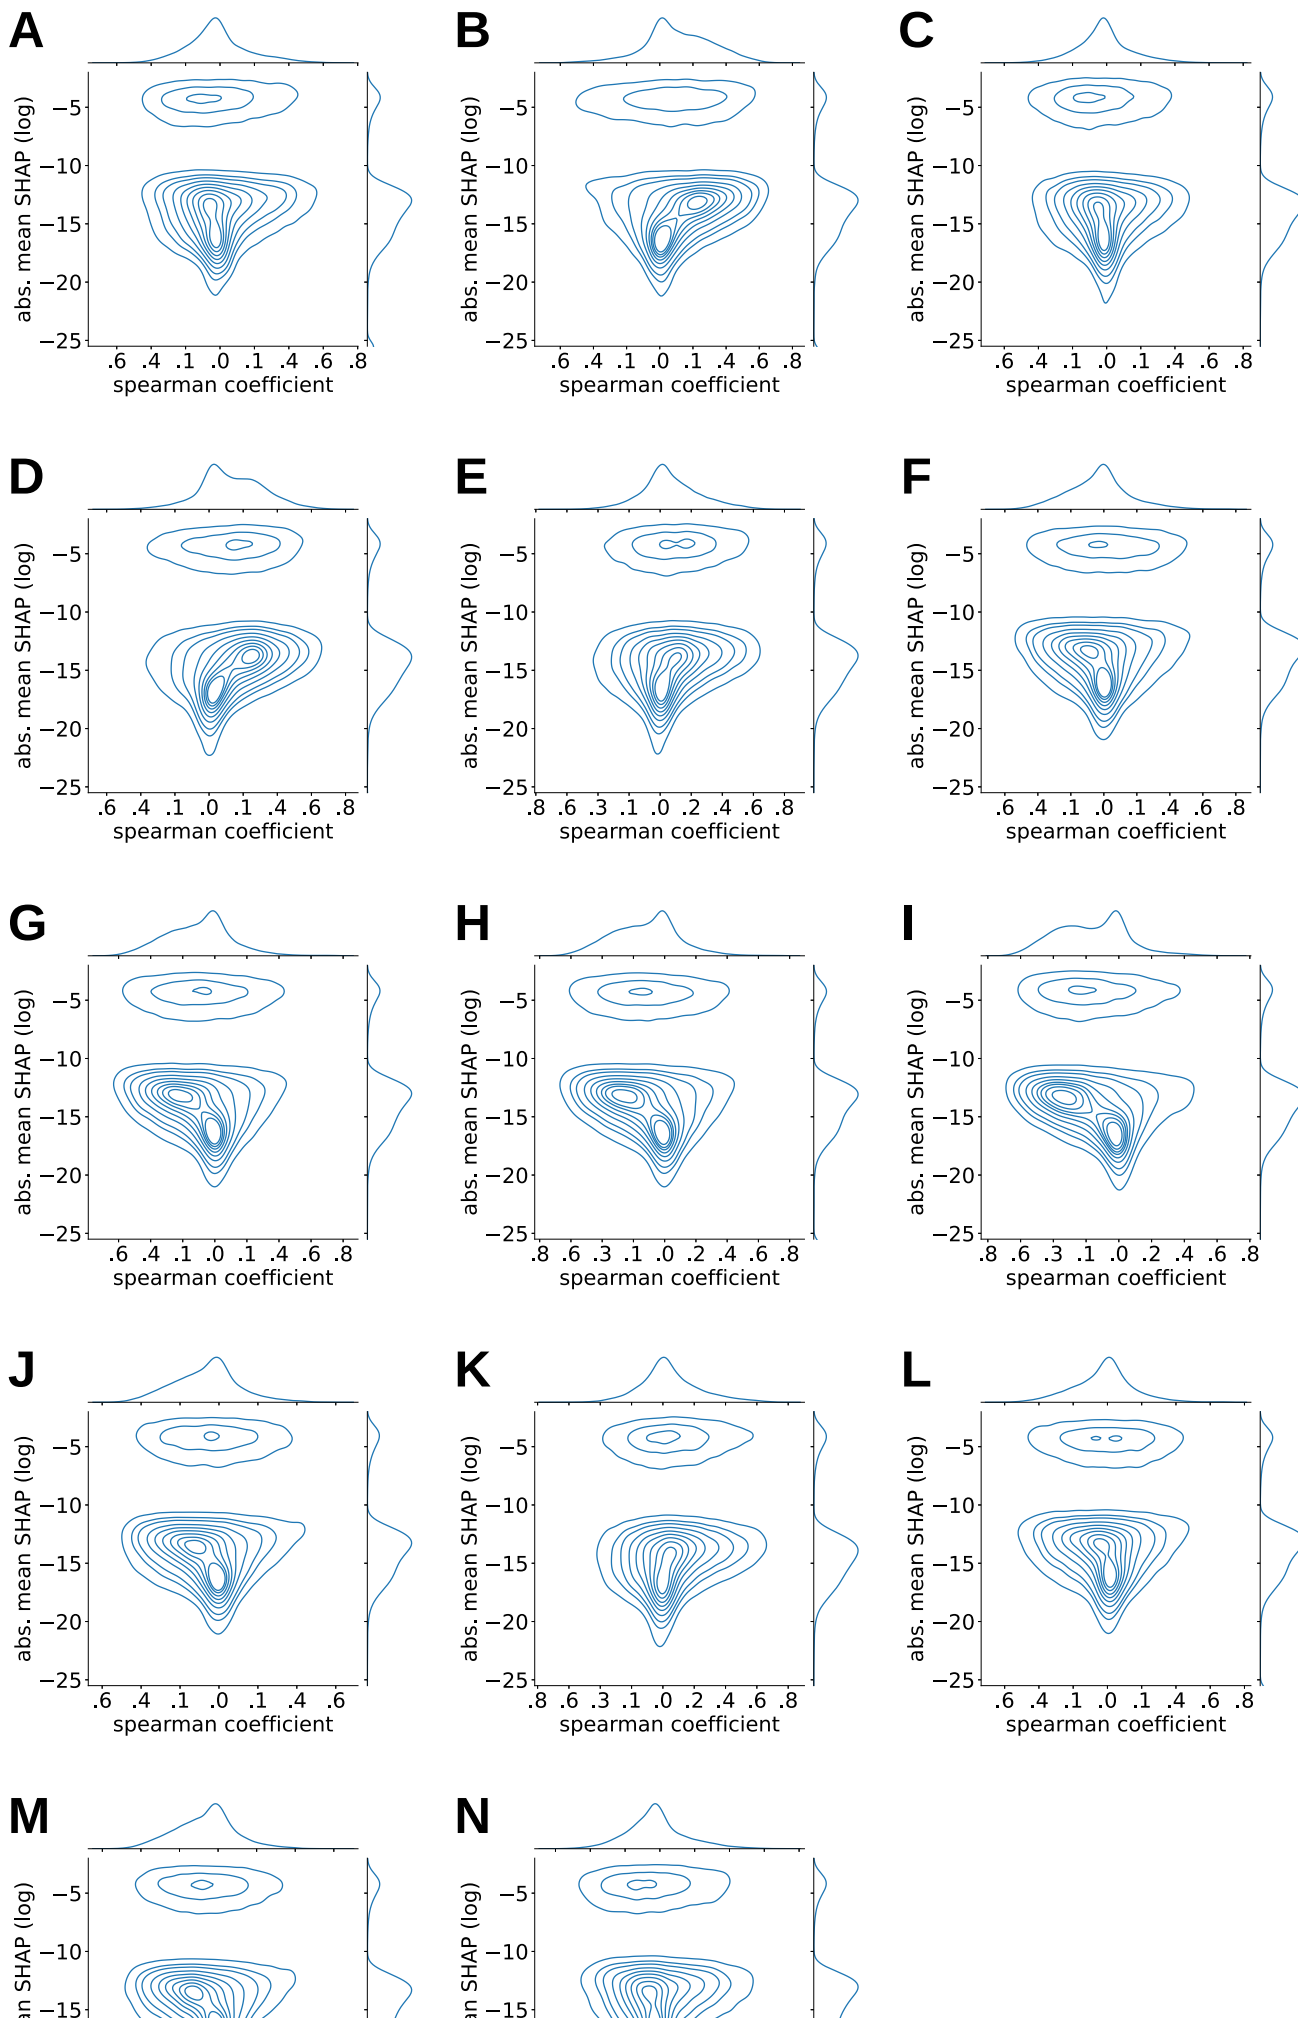 A B C
abs. mean SHAP (log) abs. mean SHAP (log) abs. mean SHAP (log)
−5 −5 −5
−10 −10 −10
−15 −15 −15
−20 −20 −20
−25 −25 −25
.6 .4 .2 .0 .2 .4 .6 .8 .6 .4 .2 .0 .2 .4 .6 .8 .6 .4 .2 .0 .2 .4 .6 .8
spearman coefficient spearman coefficient spearman coefficient
D E F
abs. mean SHAP (log) abs. mean SHAP (log) abs. mean SHAP (log)
−5 −5 −5
−10 −10 −10
−15 −15 −15
−20 −20 −20
−25 −25 −25
.6 .4 .1 .0 .1 .4 .6 .8 .8 .6 .3 .1 .0 .2 .4 .6 .8 .6 .4 .1 .0 .1 .4 .6 .8
spearman coefficient spearman coefficient spearman coefficient
G H I
abs. mean SHAP (log) abs. mean SHAP (log) abs. mean SHAP (log)
−5 −5 −5
−10 −10 −10
−15 −15 −15
−20 −20 −20
−25 −25 −25
.6 .4 .1 .0 .1 .4 .6 .8 .8 .6 .3 .1 .0 .2 .4 .6 .8 .8 .6 .3 .1 .0 .2 .4 .6 .8
spearman coefficient spearman coefficient spearman coefficient
J K L
abs. mean SHAP (log) abs. mean SHAP (log) abs. mean SHAP (log)
−5 −5 −5
−10 −10 −10
−15 −15 −15
−20 −20 −20
−25 −25 −25
.6 .4 .1 .0 .1 .4 .6 .8 .6 .3 .1 .0 .2 .4 .6 .8 .6 .4 .1 .0 .1 .4 .6 .8
spearman coefficient spearman coefficient spearman coefficient
M N
an SHAP (log) an SHAP (log)
−5 −5
−10 −10
−15 −15